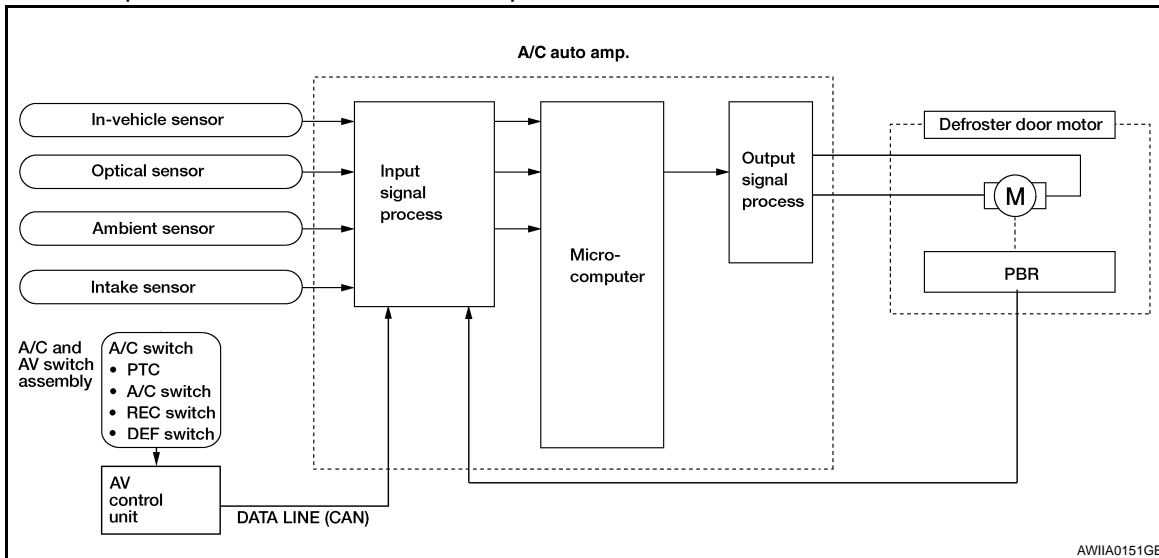 A/C auto amp.
In-vehicle sensor
Optical sensor
Ambient sensor
Intake sensor
A/C and
AV switch
assembly
A/C switch
• PTC
• A/C switch
• REC switch
• DEF switch
AV
control
unit
DATA LINE (CAN)
Input
signal
process
Micro-
computer
Output
signal
process
Defroster door motor
M
PBR